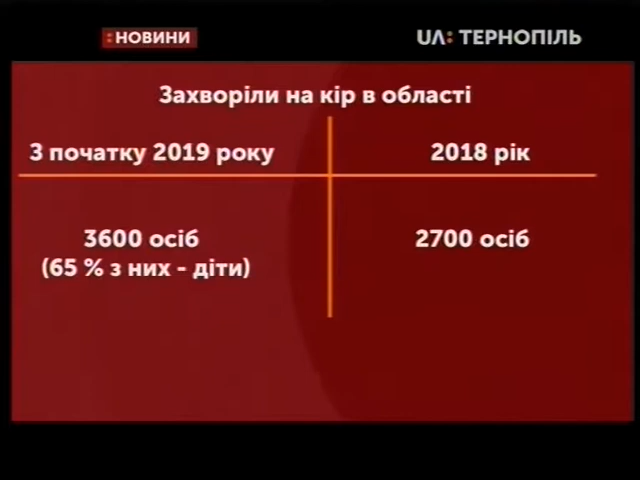 :НОВИНИ
UA: ТЕРНОПІЛЬ
Захворіли на кір в області
З початку 2019 року
2018 рік
3600 осіб
(65 % з них - діти)
2700 осіб